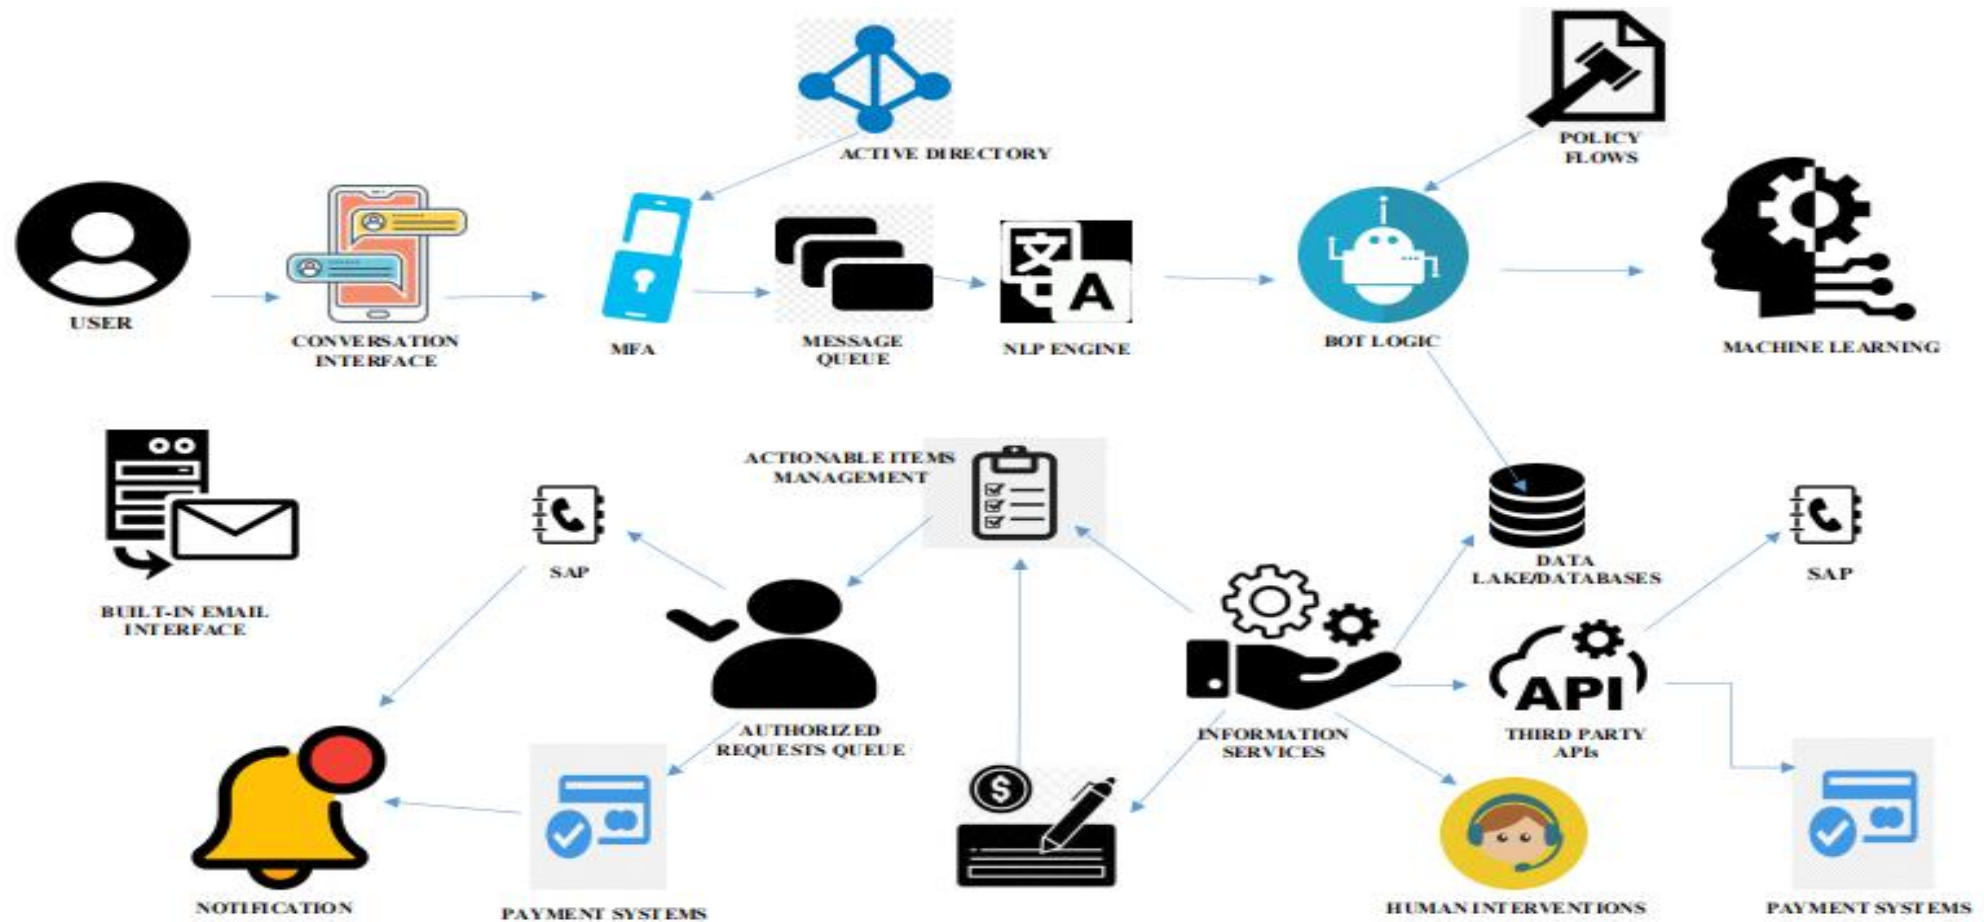 ACTIVE DIRECTORY
POLICY
FLOWS
USER
CONVERSATION
INTERFACE
MFA
MESSAGE
QUEUE
文
A
NLP ENGINE
BOT LOGIC
MACHINE LEARNING
BUILT-IN EMAIL
INTERFACE
SAP
ACTIONABLE ITEMS
MANAGEMENT
DATA
LAKE/DATABASES
SAP
AUTHORIZED
REQUESTS QUEUE
INFORMATION
SERVICES
API
THIRD PARTY
APIs
NOTIFICATION
PAYMENT SYSTEMS
$
HUMAN INTERVENTIONS
PAYMENT SYSTEMS